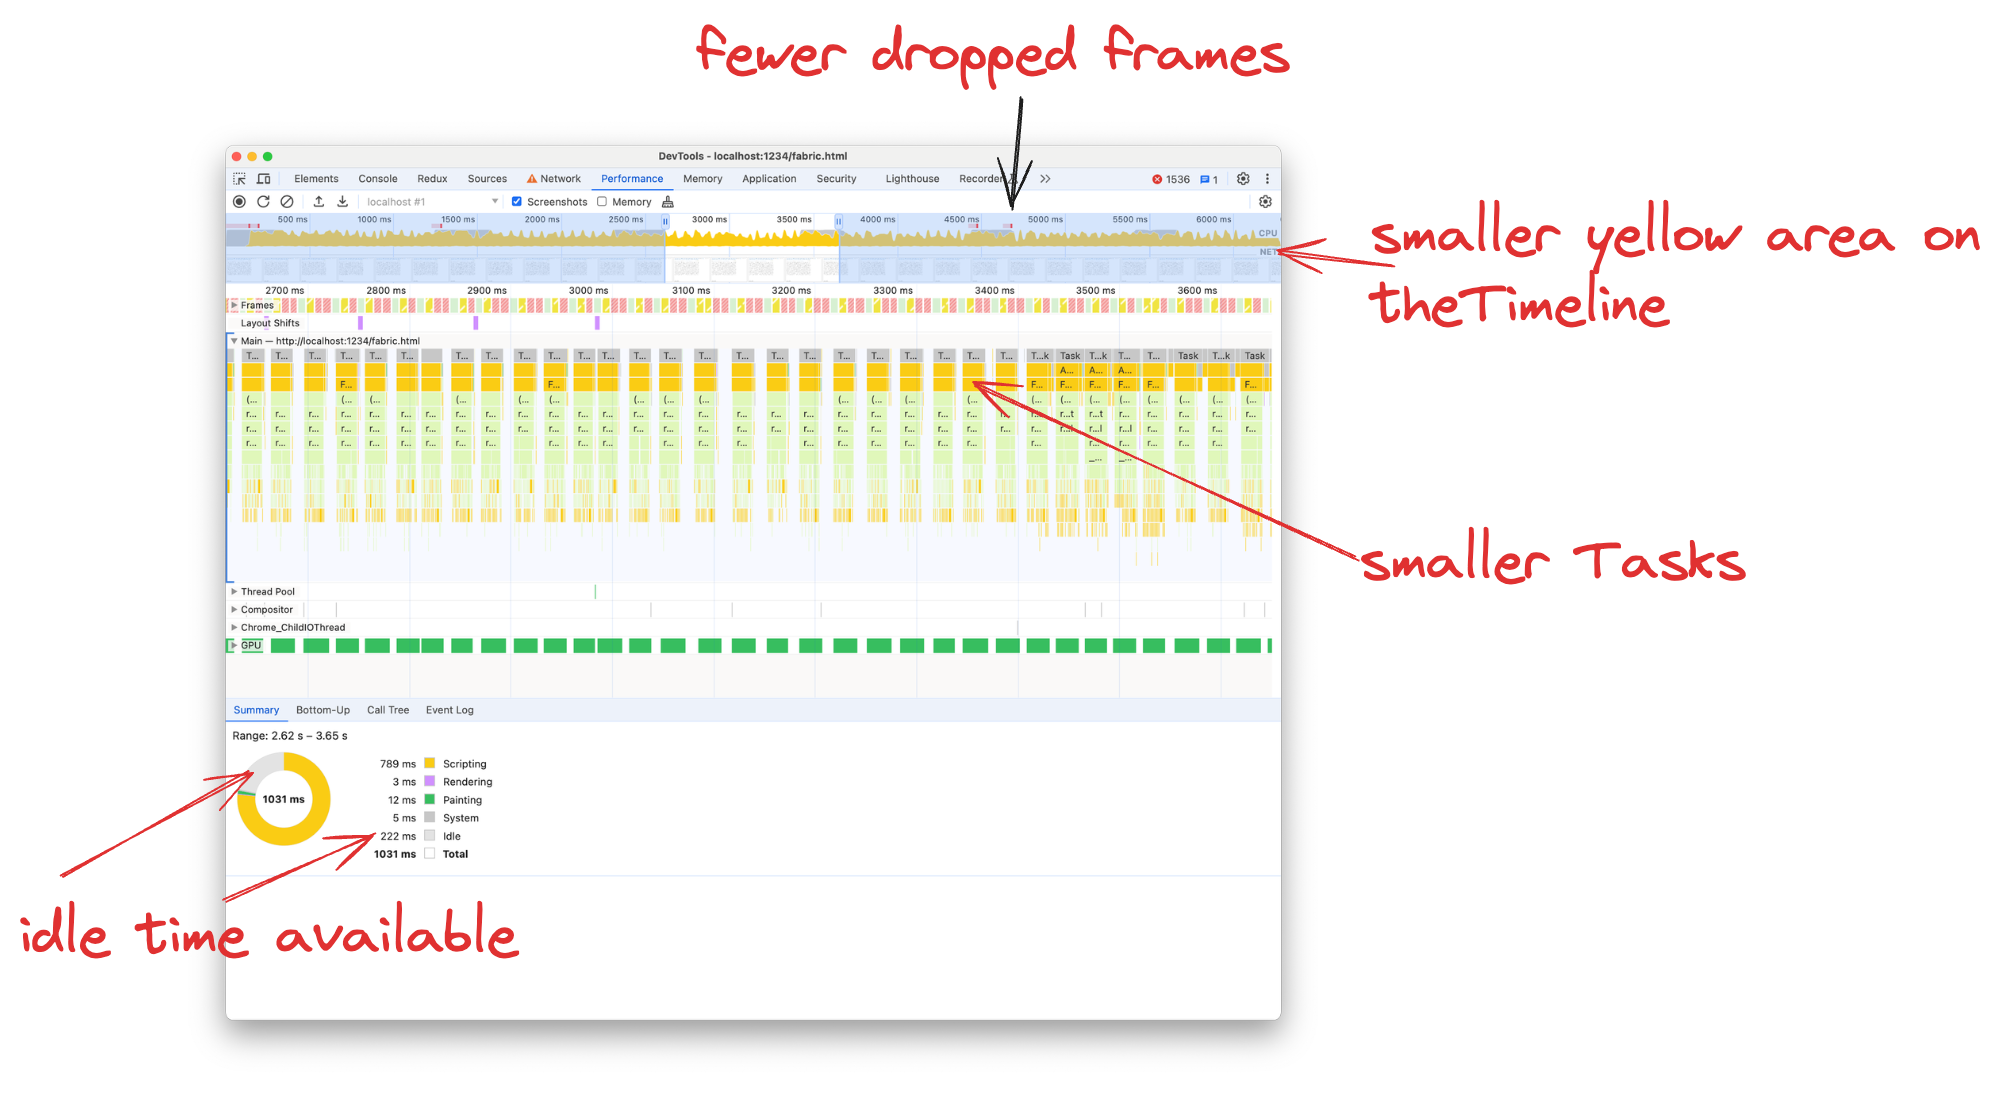 fewer dropped frames
DevTools - localhost:1234/fabric.html
Elements Console Redux Sources Network Performance Memory Application Security Lighthouse Recorder 1536 1
localhost #1 Screenshots Memory
500 ms 1000 ms 1500 ms 2000 ms 2500 ms 3000 ms 3500 ms 4000 ms 4500 ms 5000 ms 5500 ms 6000 ms
CPU
NET
smaller yellow area on
theTimeline
2700 ms 2800 ms 2900 ms 3000 ms 3100 ms 3200 ms 3300 ms 3400 ms 3500 ms 3600 ms
Frames
Layout Shifts
Main — http://localhost:1234/fabric.html
T... T... T... T... T... T... T... T... T... T... T... T... T... T... T... T... T... T... T... T... T... T... T... T...k Task T...k T... T... Task T...k Task
A... A... A...
F... F... F... F... F... F... F... F...
(... (... (... (... (... (... (... (... (... (... (... (... (... (... (... (... (...
r... r... r... r... r... r... r... r... r... r... r... r... r... r... r... r... r... r... r... r... r... r... r... r...t r...t r... r... r... r... r...
r... r... r... r... r... r... r... r... r... r... r... r... r... r... r... r... r... r... r... r... r... r... r... r...l r...l r... r... r... r...
r... r... r... r... r... r... r... r... r... r... r... r... r... r... r... r... r... r... r... r... r... r... r... r... r... r...
_... _...
smaller Tasks
Thread Pool
Compositor
Chrome_ChildIOThread
GPU
Summary Bottom-Up Call Tree Event Log
Range: 2.62 s – 3.65 s
789 ms Scripting
3 ms Rendering
1031 ms
12 ms Painting
5 ms System
222 ms Idle
1031 ms Total
idle time available